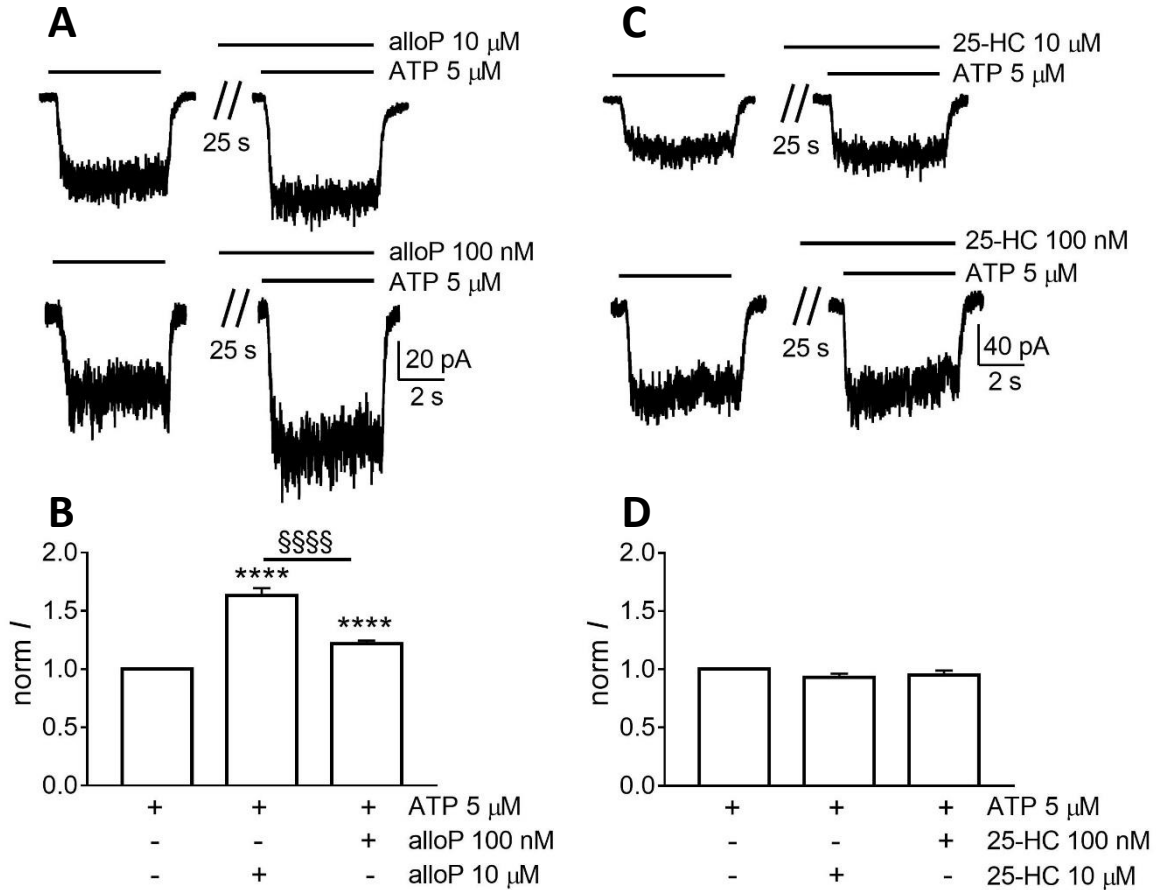 A
alloP 10 µM
ATP 5 µM
25 s
alloP 100 nM
ATP 5 µM
25 s
20 pA
2 s
C
25-HC 10 µM
ATP 5 µM
25 s
25-HC 100 nM
ATP 5 µM
25 s
40 pA
2 s
B
§§§§
****
****
2.0
1.5
1.0
0.5
0.0
norm I
+ + + ATP 5 µM
- - + alloP 100 nM
- + - alloP 10 µM
D
2.0
1.5
1.0
0.5
0.0
norm I
+ + + ATP 5 µM
- - + 25-HC 100 nM
- + - 25-HC 10 µM